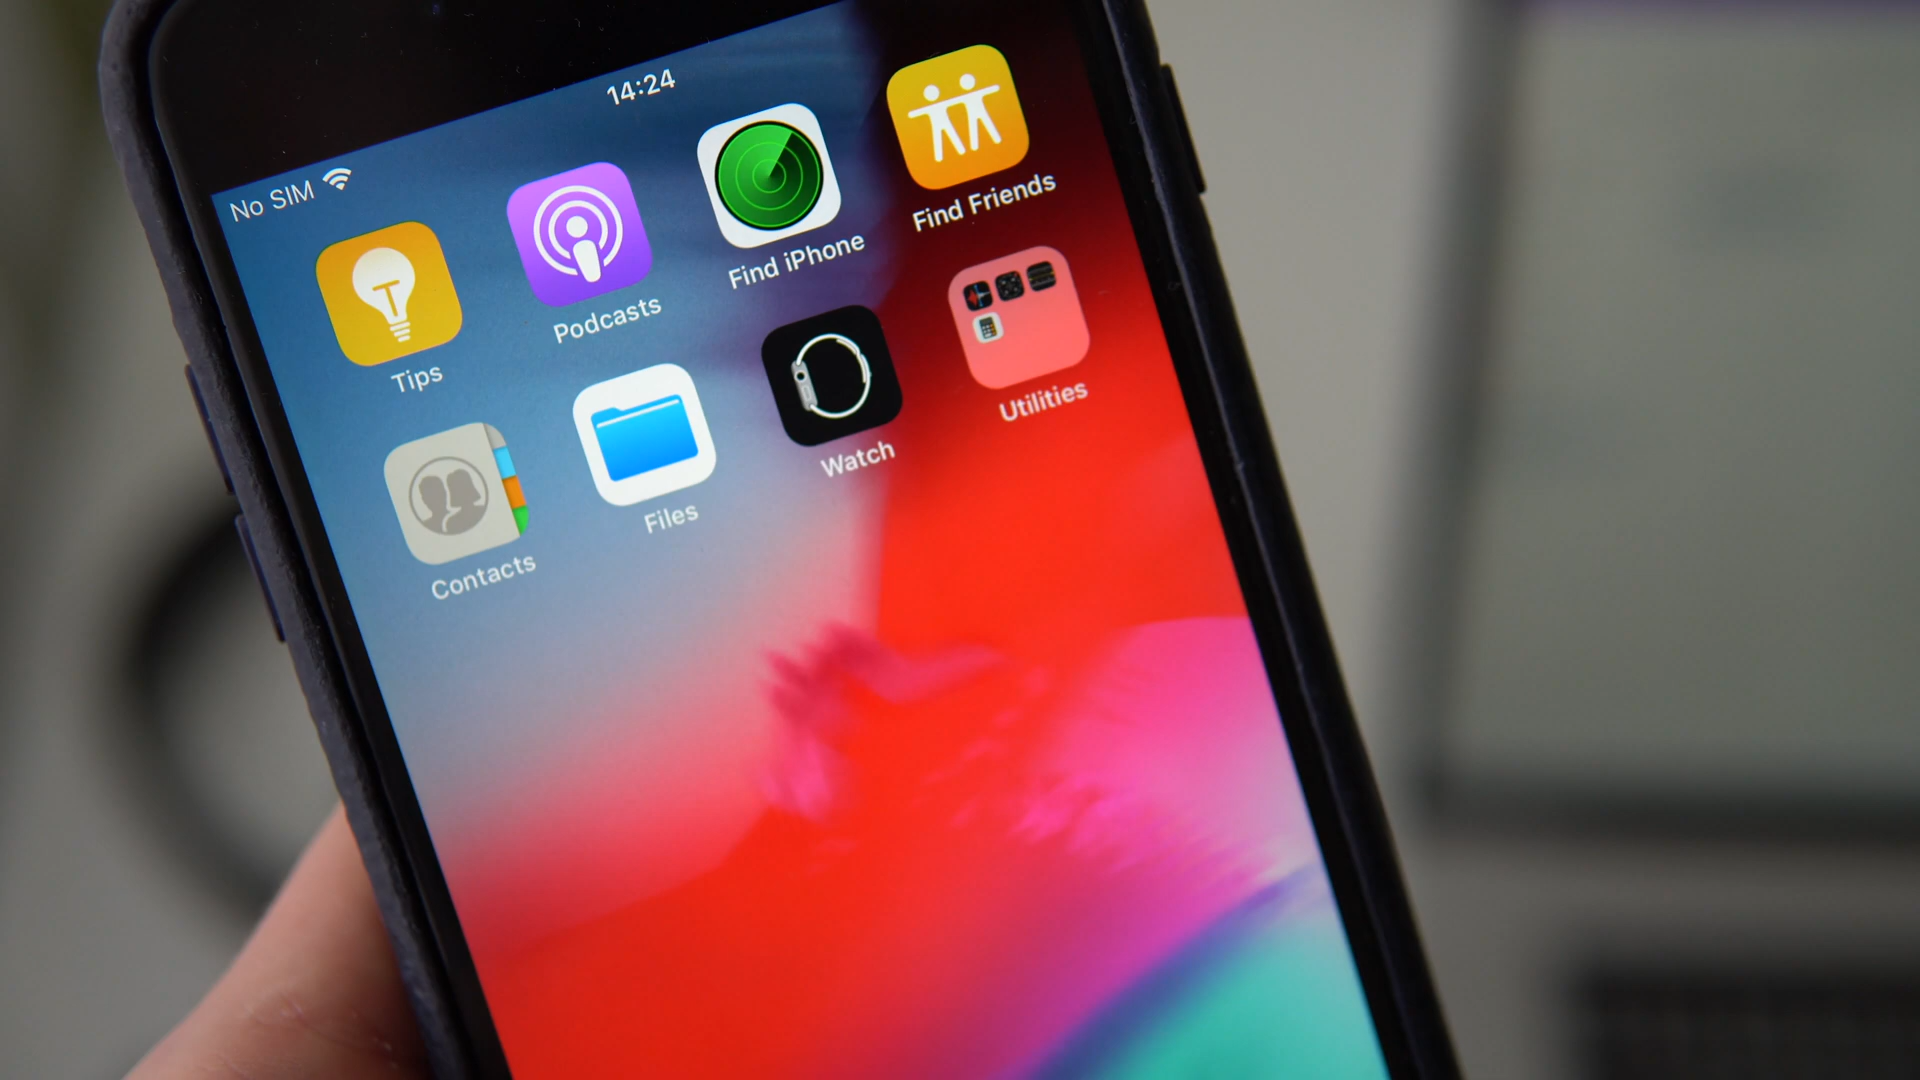 No SIM 14:24
Tips Podcasts Find iPhone Find Friends
Contacts Files Watch Utilities